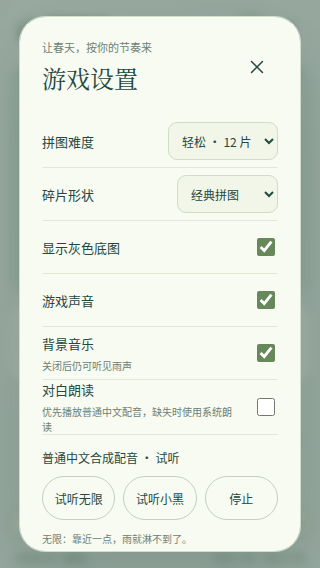 让春天，按你的节奏来
游戏设置
拼图难度
轻松 · 12 片
碎片形状
经典拼图
显示灰色底图
游戏声音
背景音乐
关闭后仍可听见雨声
对白朗读
优先播放普通中文配音，缺失时使用系统朗
读
普通中文合成配音 · 试听
试听无限
试听小黑
停止
无限：靠近一点，雨就淋不到了。